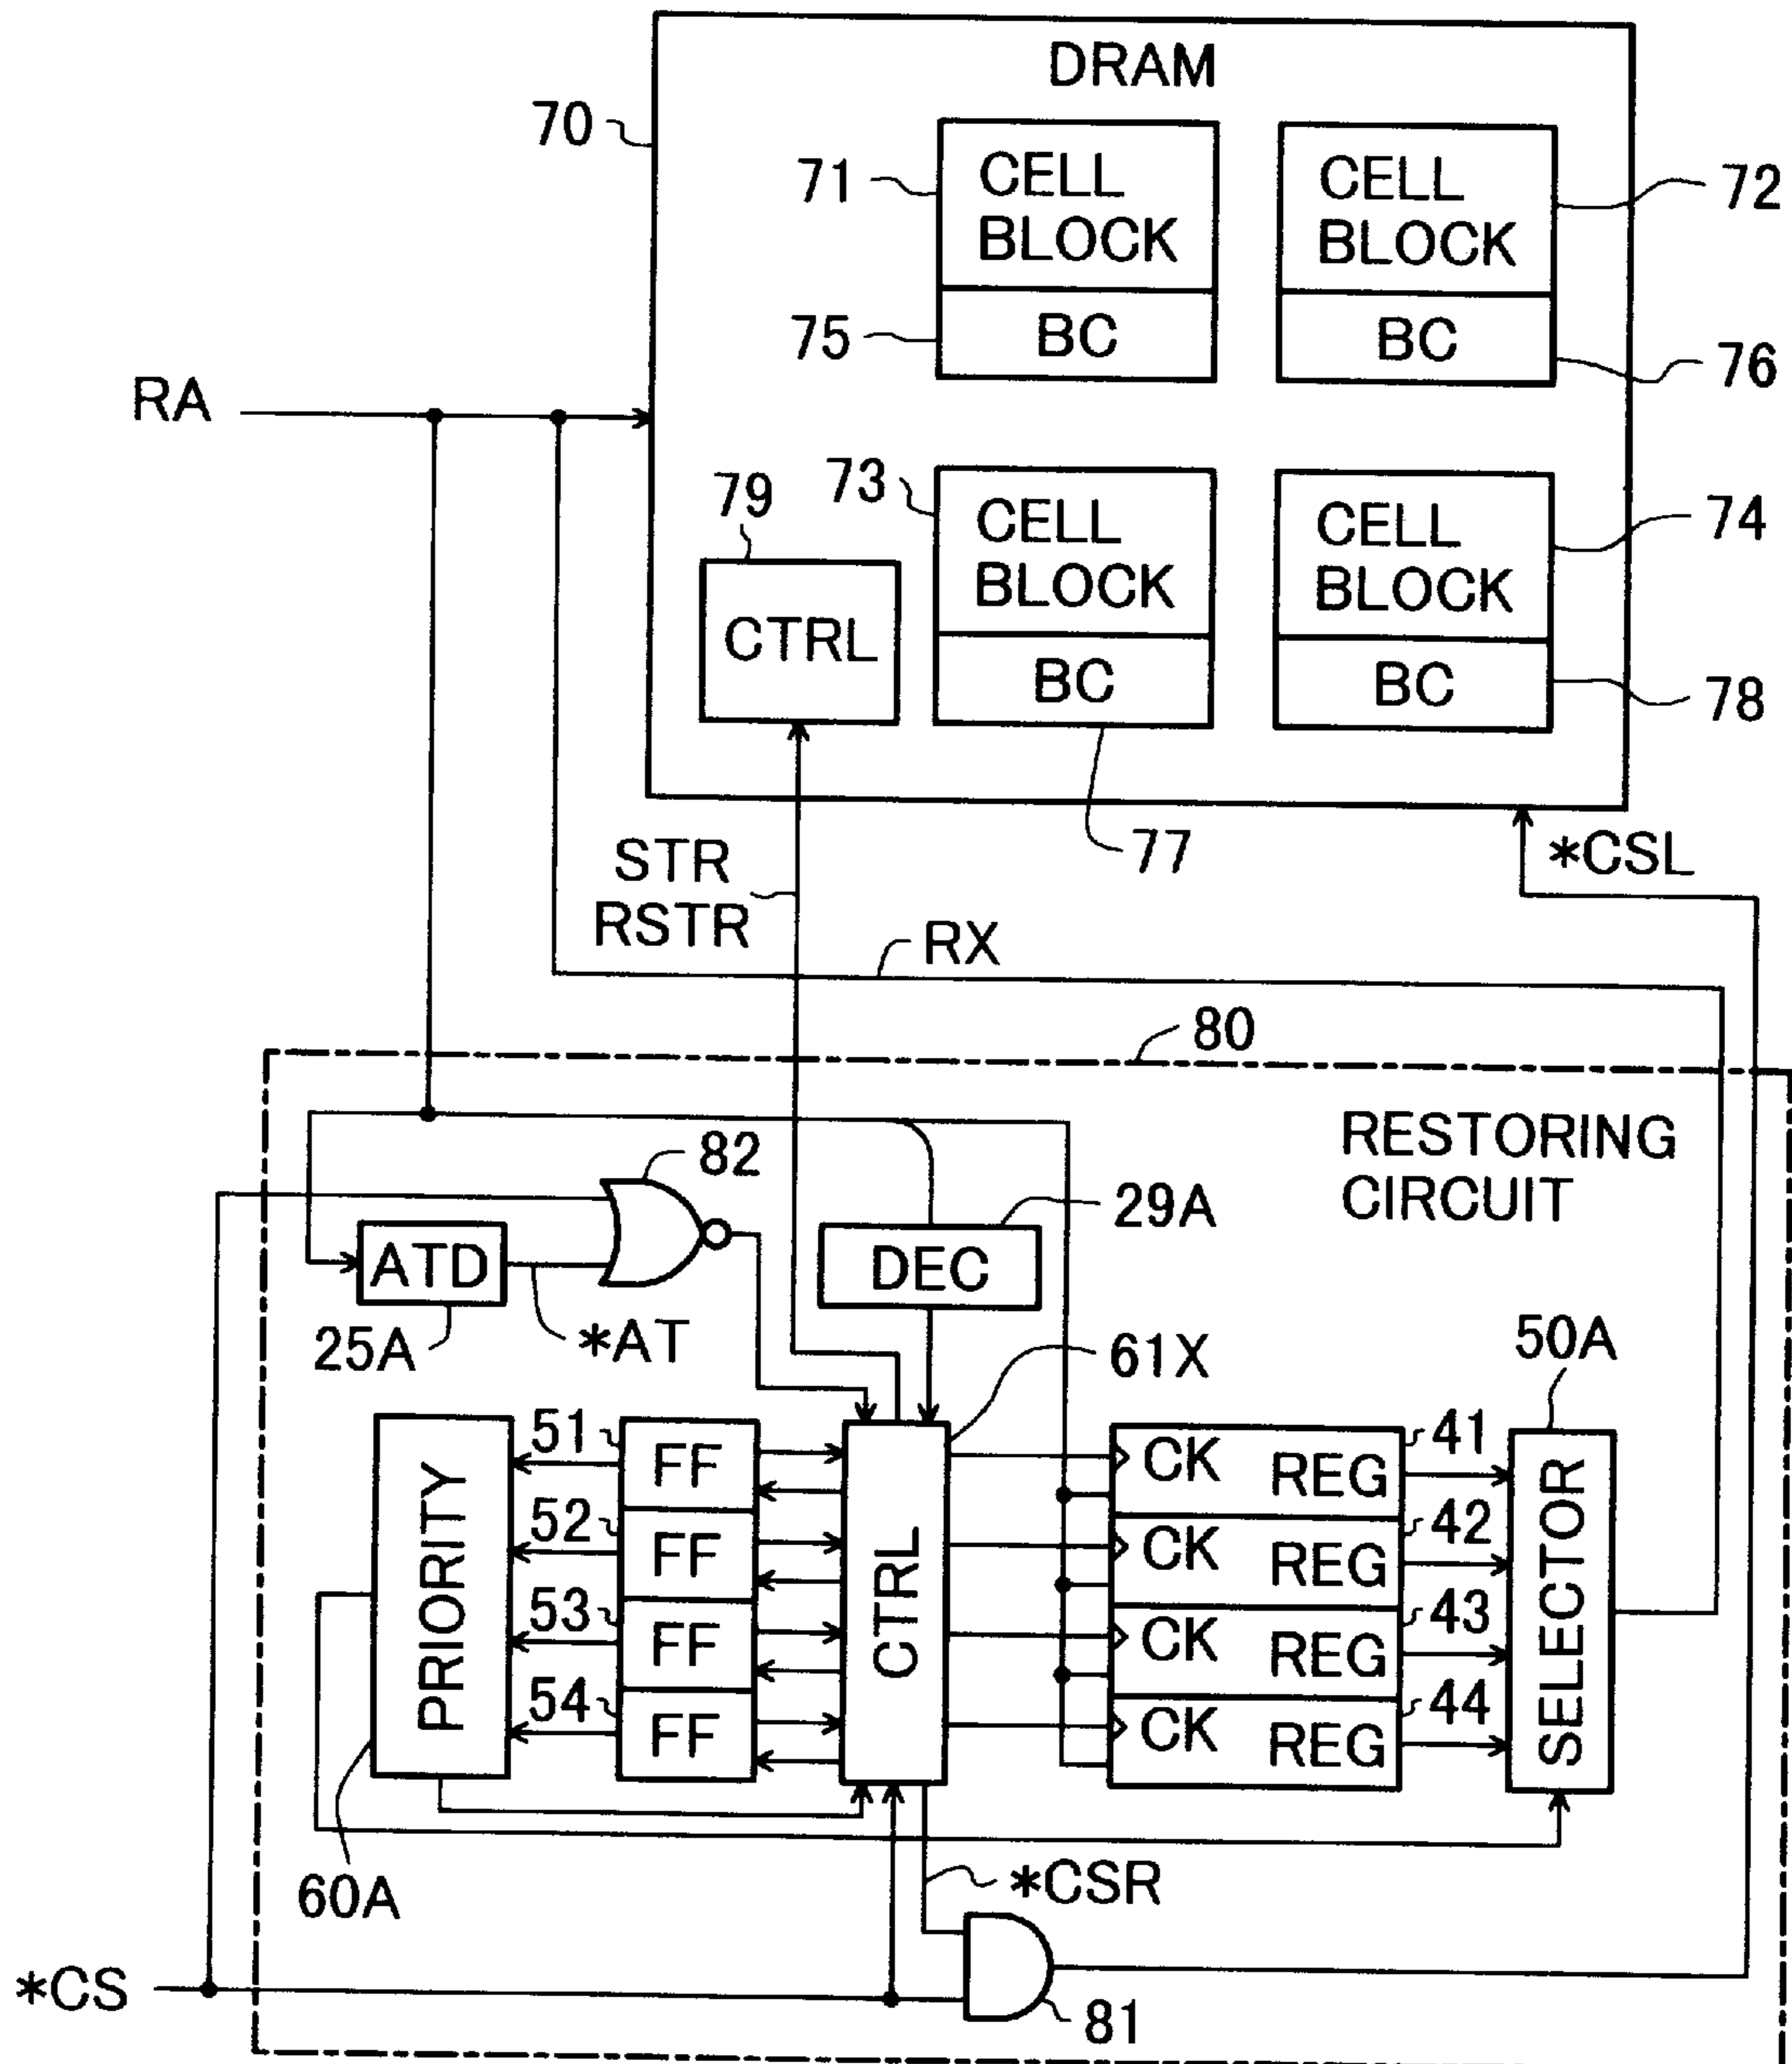 DRAM
70
71
CELL
BLOCK
BC
75
CELL
BLOCK
BC
72
76
RA
73
CELL
BLOCK
BC
77
CELL
BLOCK
BC
74
78
79
CTRL
STR
RSTR
*CSL
RX
80
RESTORING
CIRCUIT
82
29A
ATD
25A
*AT
DEC
61X
50A
PRIORITY
60A
51
FF
52
FF
53
FF
54
FF
CTRL
CK
REG
41
CK
REG
42
CK
REG
43
CK
REG
44
SELECTOR
*CSR
*CS
81